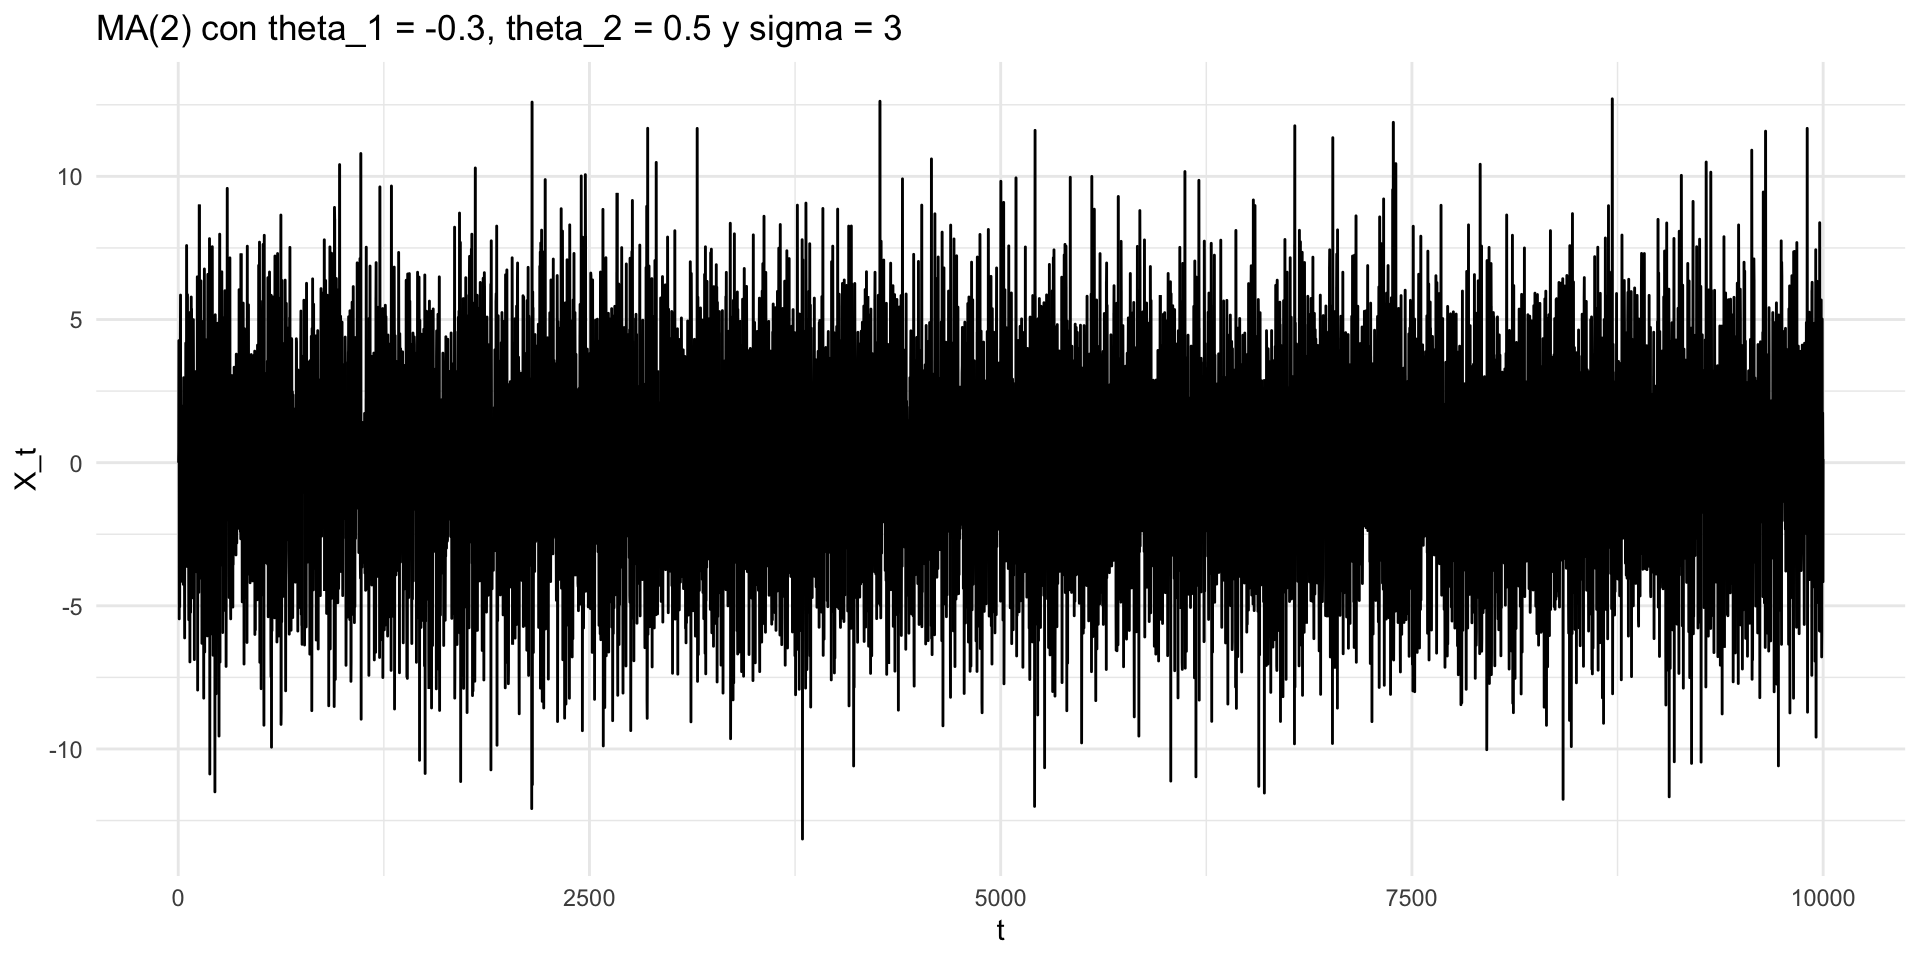 MA(2) con theta_1 = -0.3, theta_2 = 0.5 y sigma = 3
10
5
0
-5
-10
X_t
0 2500 5000 7500 10000
t